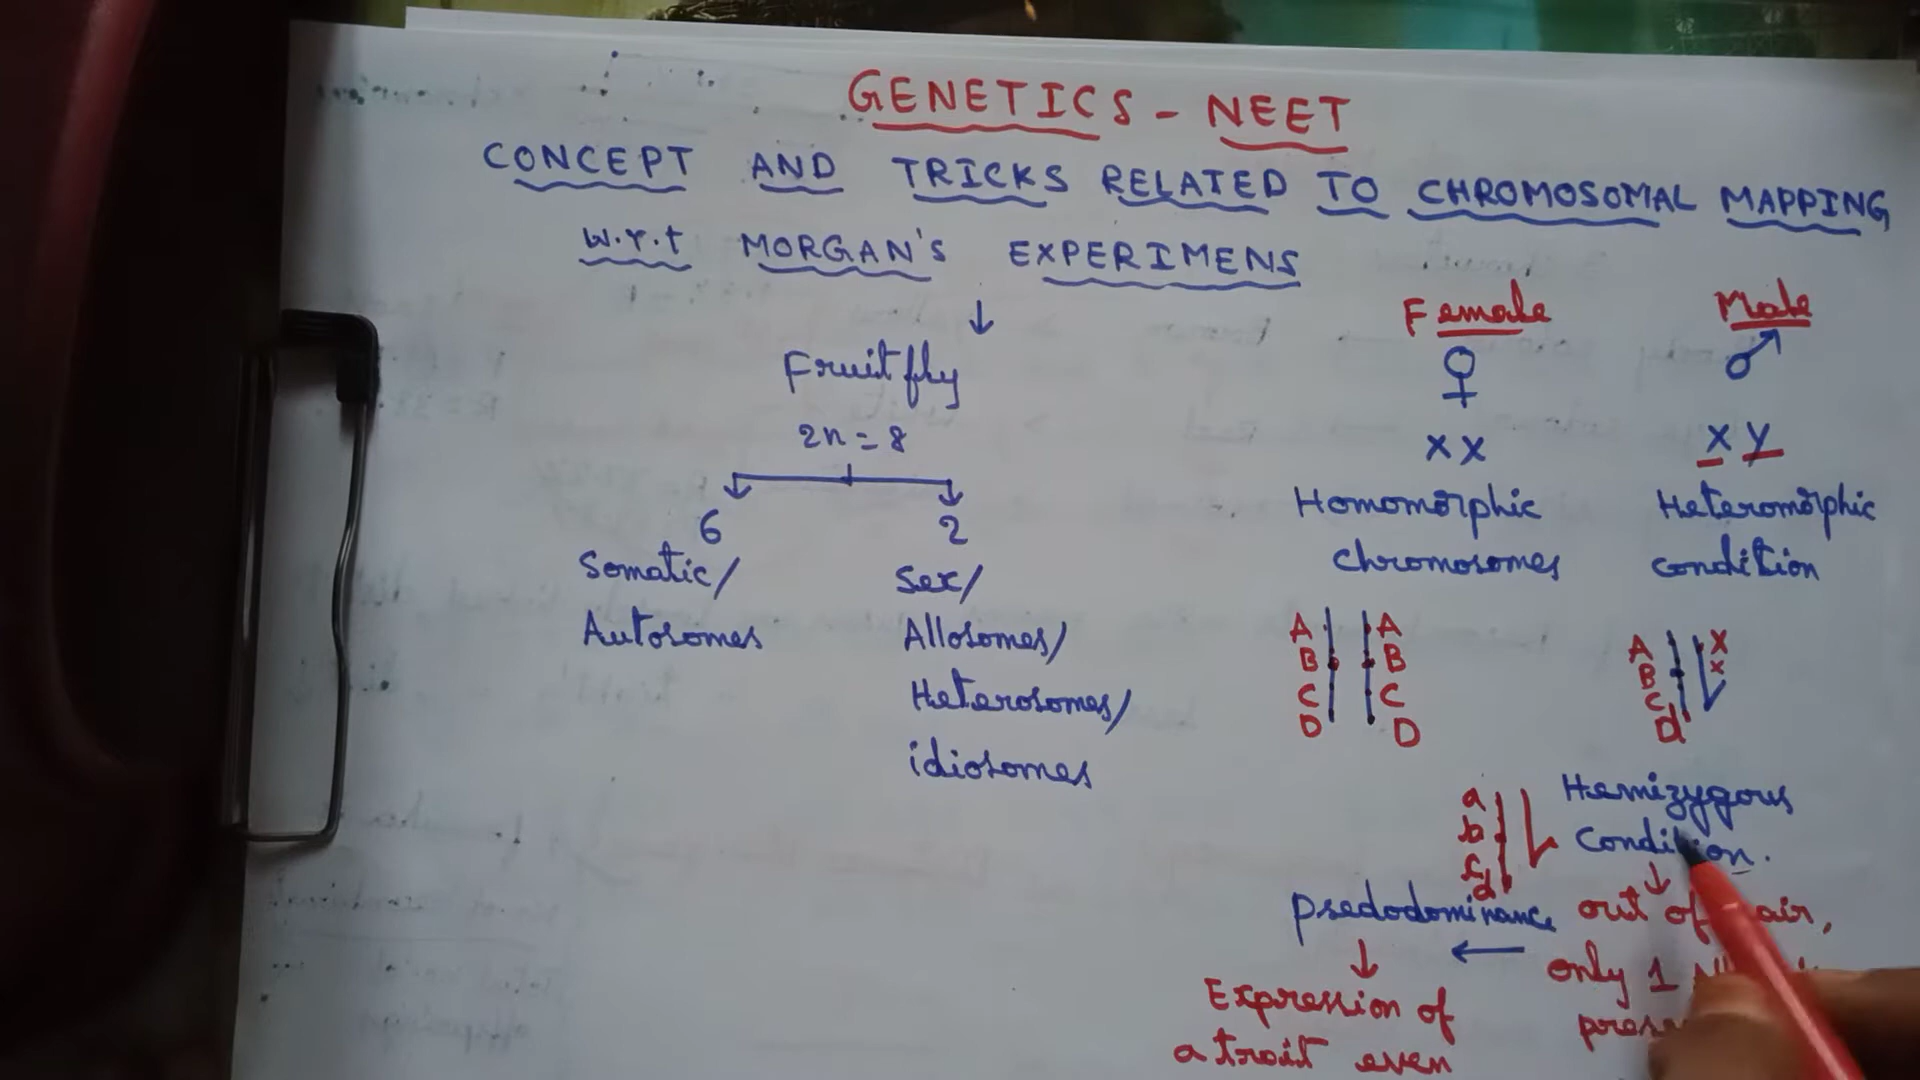 GENETICS - NEET
CONCEPT AND TRICKS RELATED TO CHROMOSOMAL MAPPING
W.r.t MORGAN'S EXPERIMENS
Fruit fly
2n = 8
6
Somatic/
Autosomes
2
Sex/
Allosomes/
Heterosomes/
idiosomes
Female
♀
XX
Homomorphic
chromosomes
A A
B B
C C
D D
Male
♂
XY
Heteromorphic
condition
A X
B X
C
D
a
b
c
d
Hemizygous
Condition.
out of
only 1
Psedodominance
Expression of
a trait even